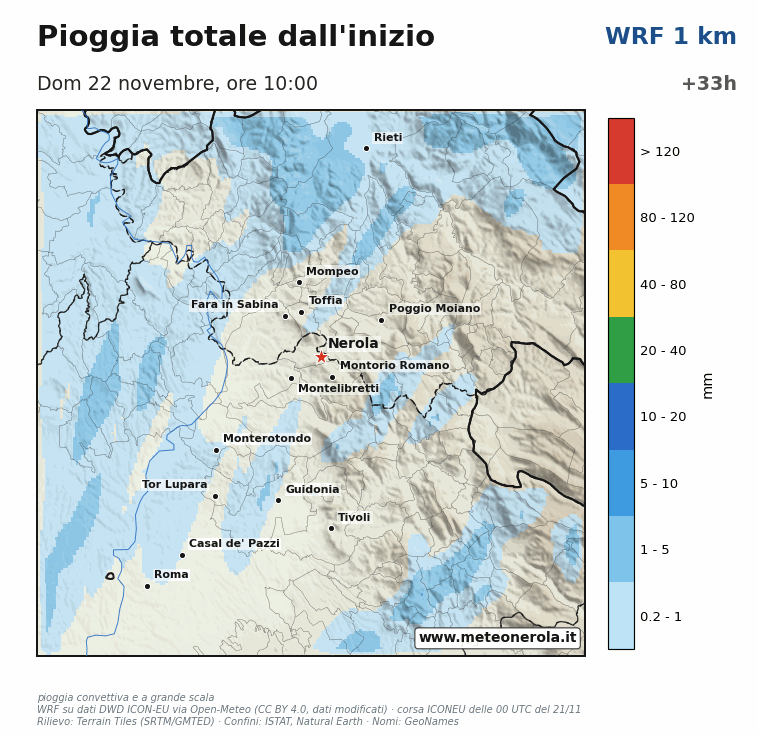 Pioggia totale dall'inizio
WRF 1 km
Dom 22 novembre, ore 10:00
+33h
Rieti
> 120
80 - 120
Mompeo
40 - 80
Fara in Sabina
Toffia
Poggio Moiano
Nerola
20 - 40
Montorio Romano
Montelibretti
mm
10 - 20
Monterotondo
Tor Lupara
Guidonia
5 - 10
Tivoli
Casal de' Pazzi
1 - 5
Roma
0.2 - 1
www.meteonerola.it
pioggia convettiva e a grande scala
WRF su dati DWD ICON-EU via Open-Meteo (CC BY 4.0, dati modificati) · corsa ICONEU delle 00 UTC del 21/11
Rilievo: Terrain Tiles (SRTM/GMTED) · Confini: ISTAT, Natural Earth · Nomi: GeoNames